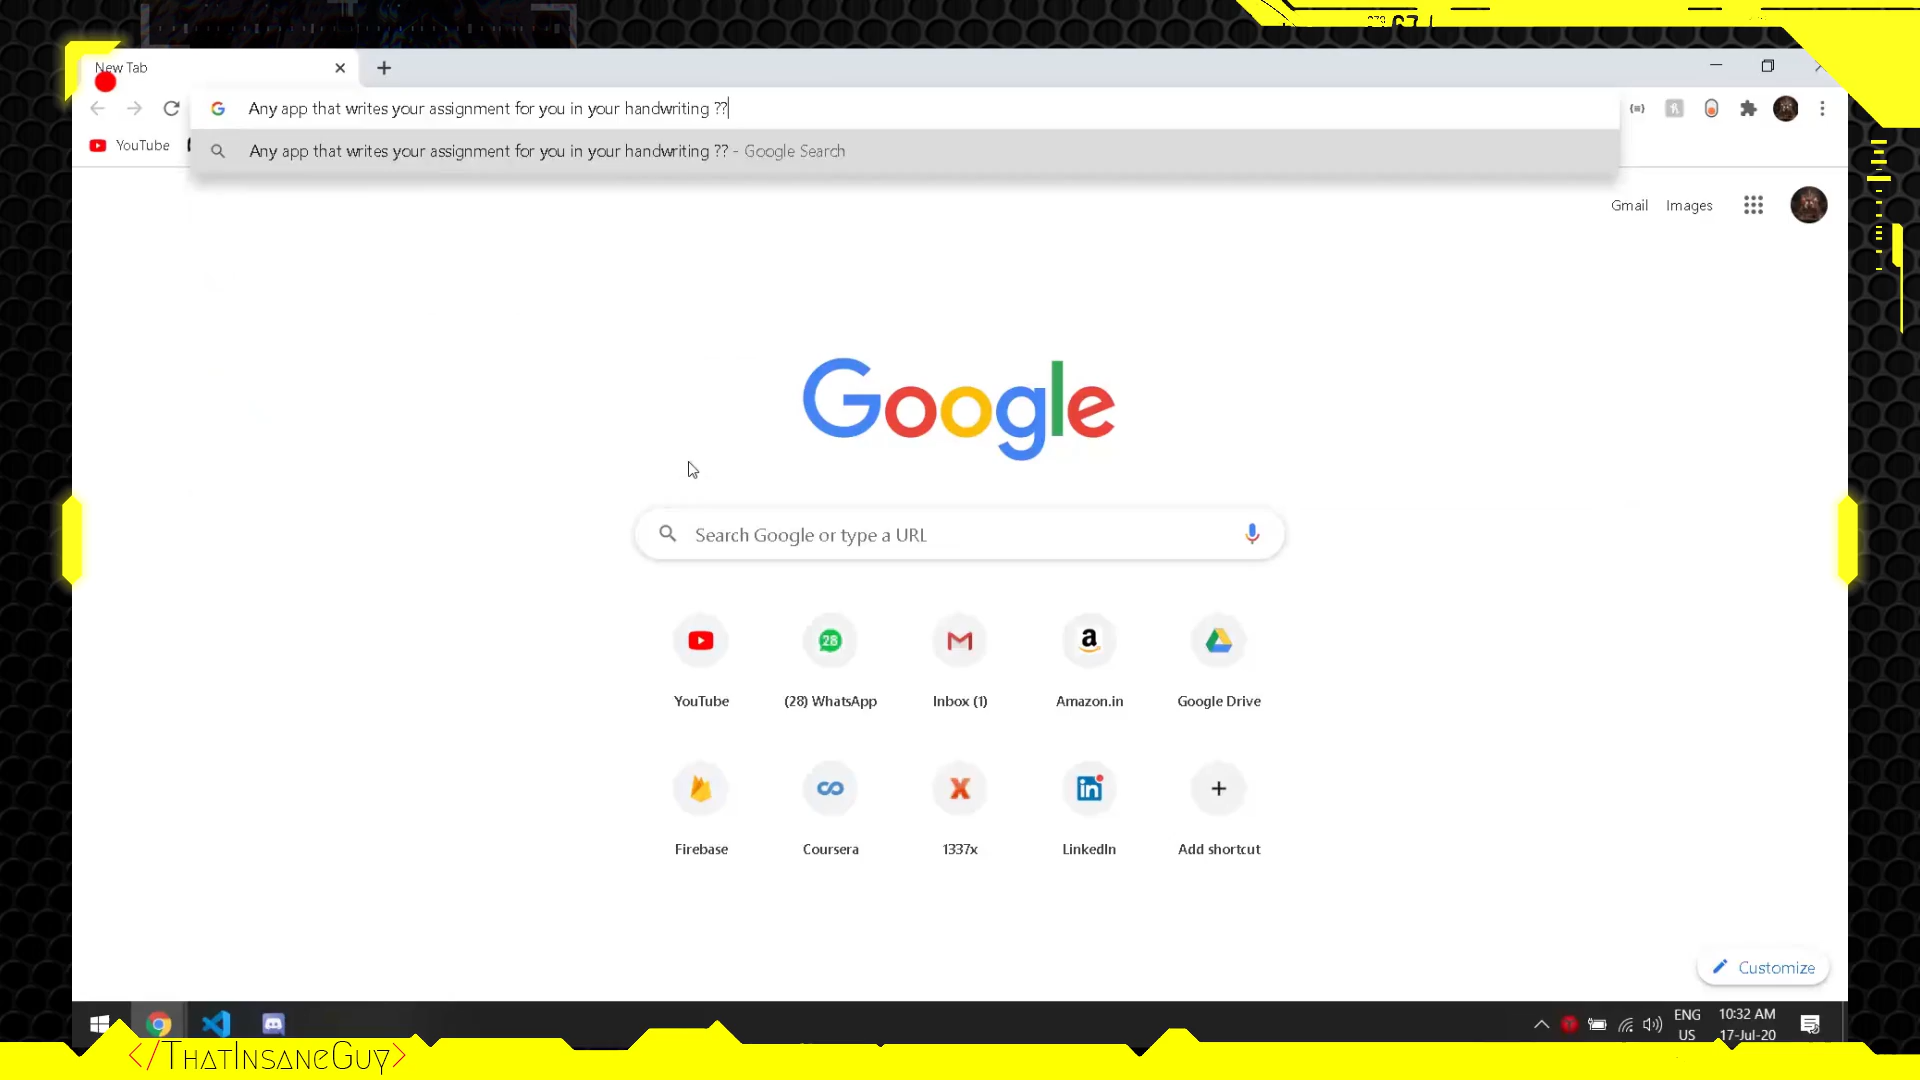 67
New Tab
Any app that writes your assignment for you in your handwriting ??
YouTube
Any app that writes your assignment for you in your handwriting ?? - Google Search
Gmail Images
Google
Search Google or type a URL
28
YouTube (28) WhatsApp Inbox (1) Amazon.in Google Drive
Firebase Coursera 1337x LinkedIn Add shortcut
Customize
ENG 10:32 AM
US 17-Jul-20
</ThatInsaneGuy>